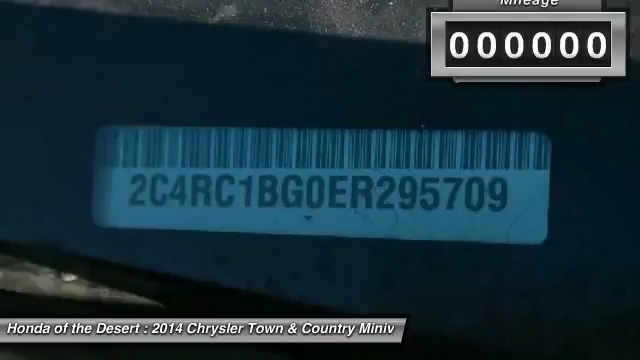 Mileage
000000
2C4RC1BG0ER295709
Honda of the Desert : 2014 Chrysler Town & Country Miniv